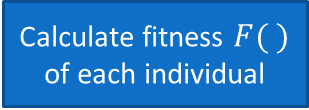 Calculate fitness F( )
of each individual